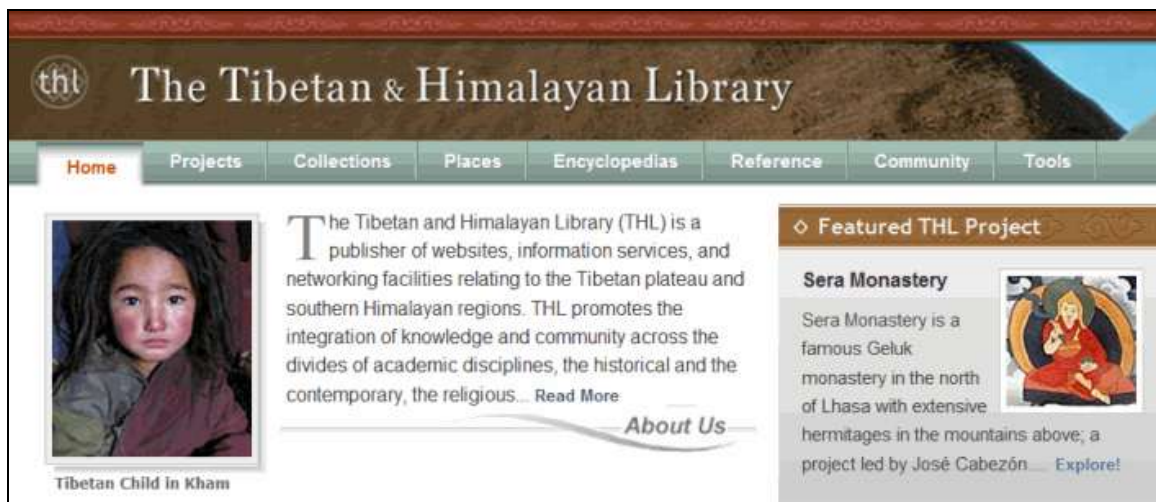 thl
The Tibetan & Himalayan Library
Home Projects Collections Places Encyclopedias Reference Community Tools
The Tibetan and Himalayan Library (THL) is a
publisher of websites, information services, and
networking facilities relating to the Tibetan plateau and
southern Himalayan regions. THL promotes the
integration of knowledge and community across the
divides of academic disciplines, the historical and the
contemporary, the religious... Read More
About Us
Tibetan Child in Kham
Featured THL Project
Sera Monastery
Sera Monastery is a
famous Geluk
monastery in the north
of Lhasa with extensive
hermitages in the mountains above; a
project led by José Cabezón.... Explore!